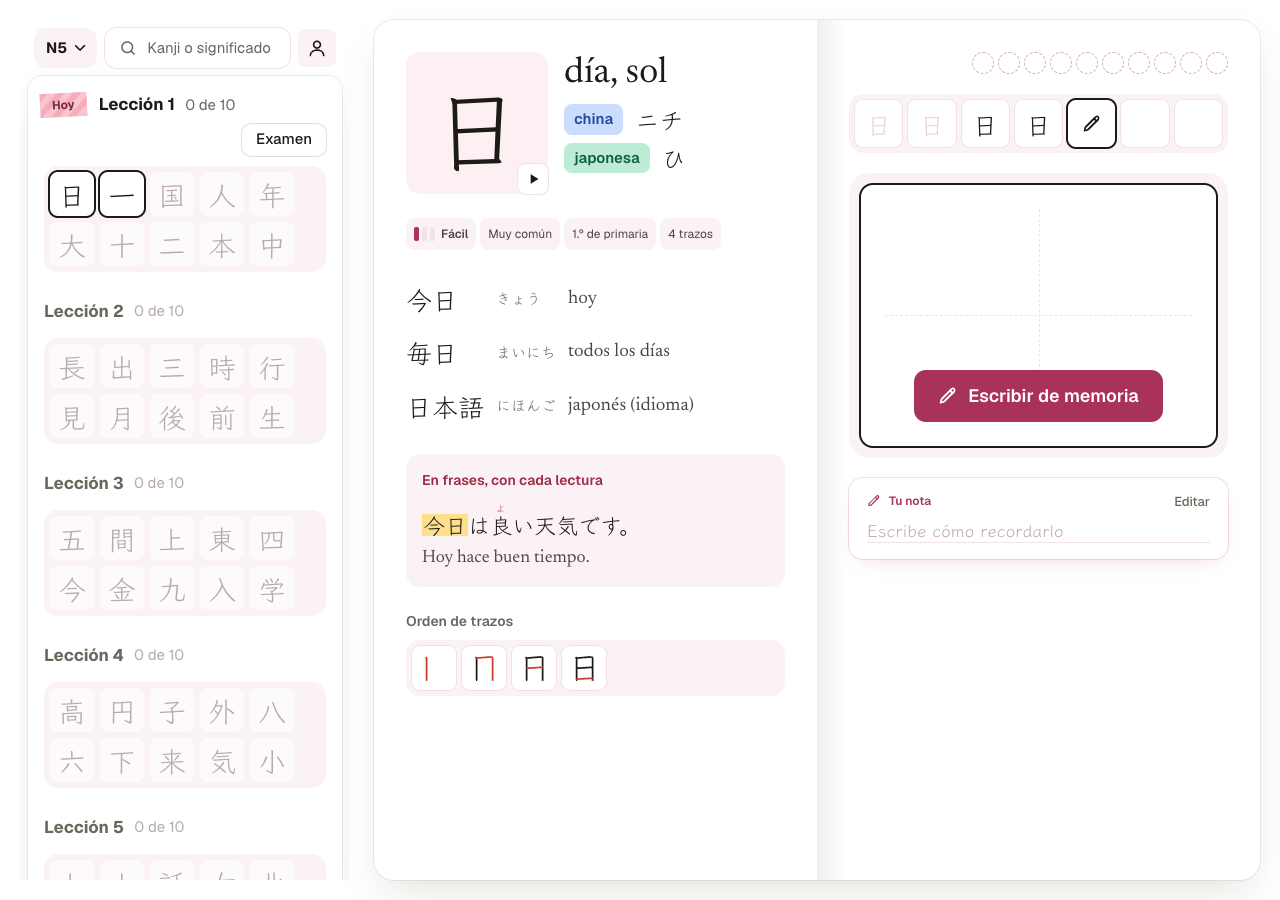 N5
Kanji o significado
Hoy
Lección 1 0 de 10
Examen
日 一 国 人 年
大 十 二 本 中
Lección 2 0 de 10
長 出 三 時 行
見 月 後 前 生
Lección 3 0 de 10
五 間 上 東 四
今 金 九 入 学
Lección 4 0 de 10
高 円 子 外 八
六 下 来 気 小
Lección 5 0 de 10
日
día, sol
china ニチ
japonesa ひ
Fácil Muy común 1.º de primaria 4 trazos
今日 きょう hoy
毎日 まいにち todos los días
日本語 にほんご japonés (idioma)
En frases, con cada lectura
よ
今日は良い天気です。
Hoy hace buen tiempo.
Orden de trazos
日
日 日 日 日
Escribir de memoria
Tu nota
Editar
Escribe cómo recordarlo